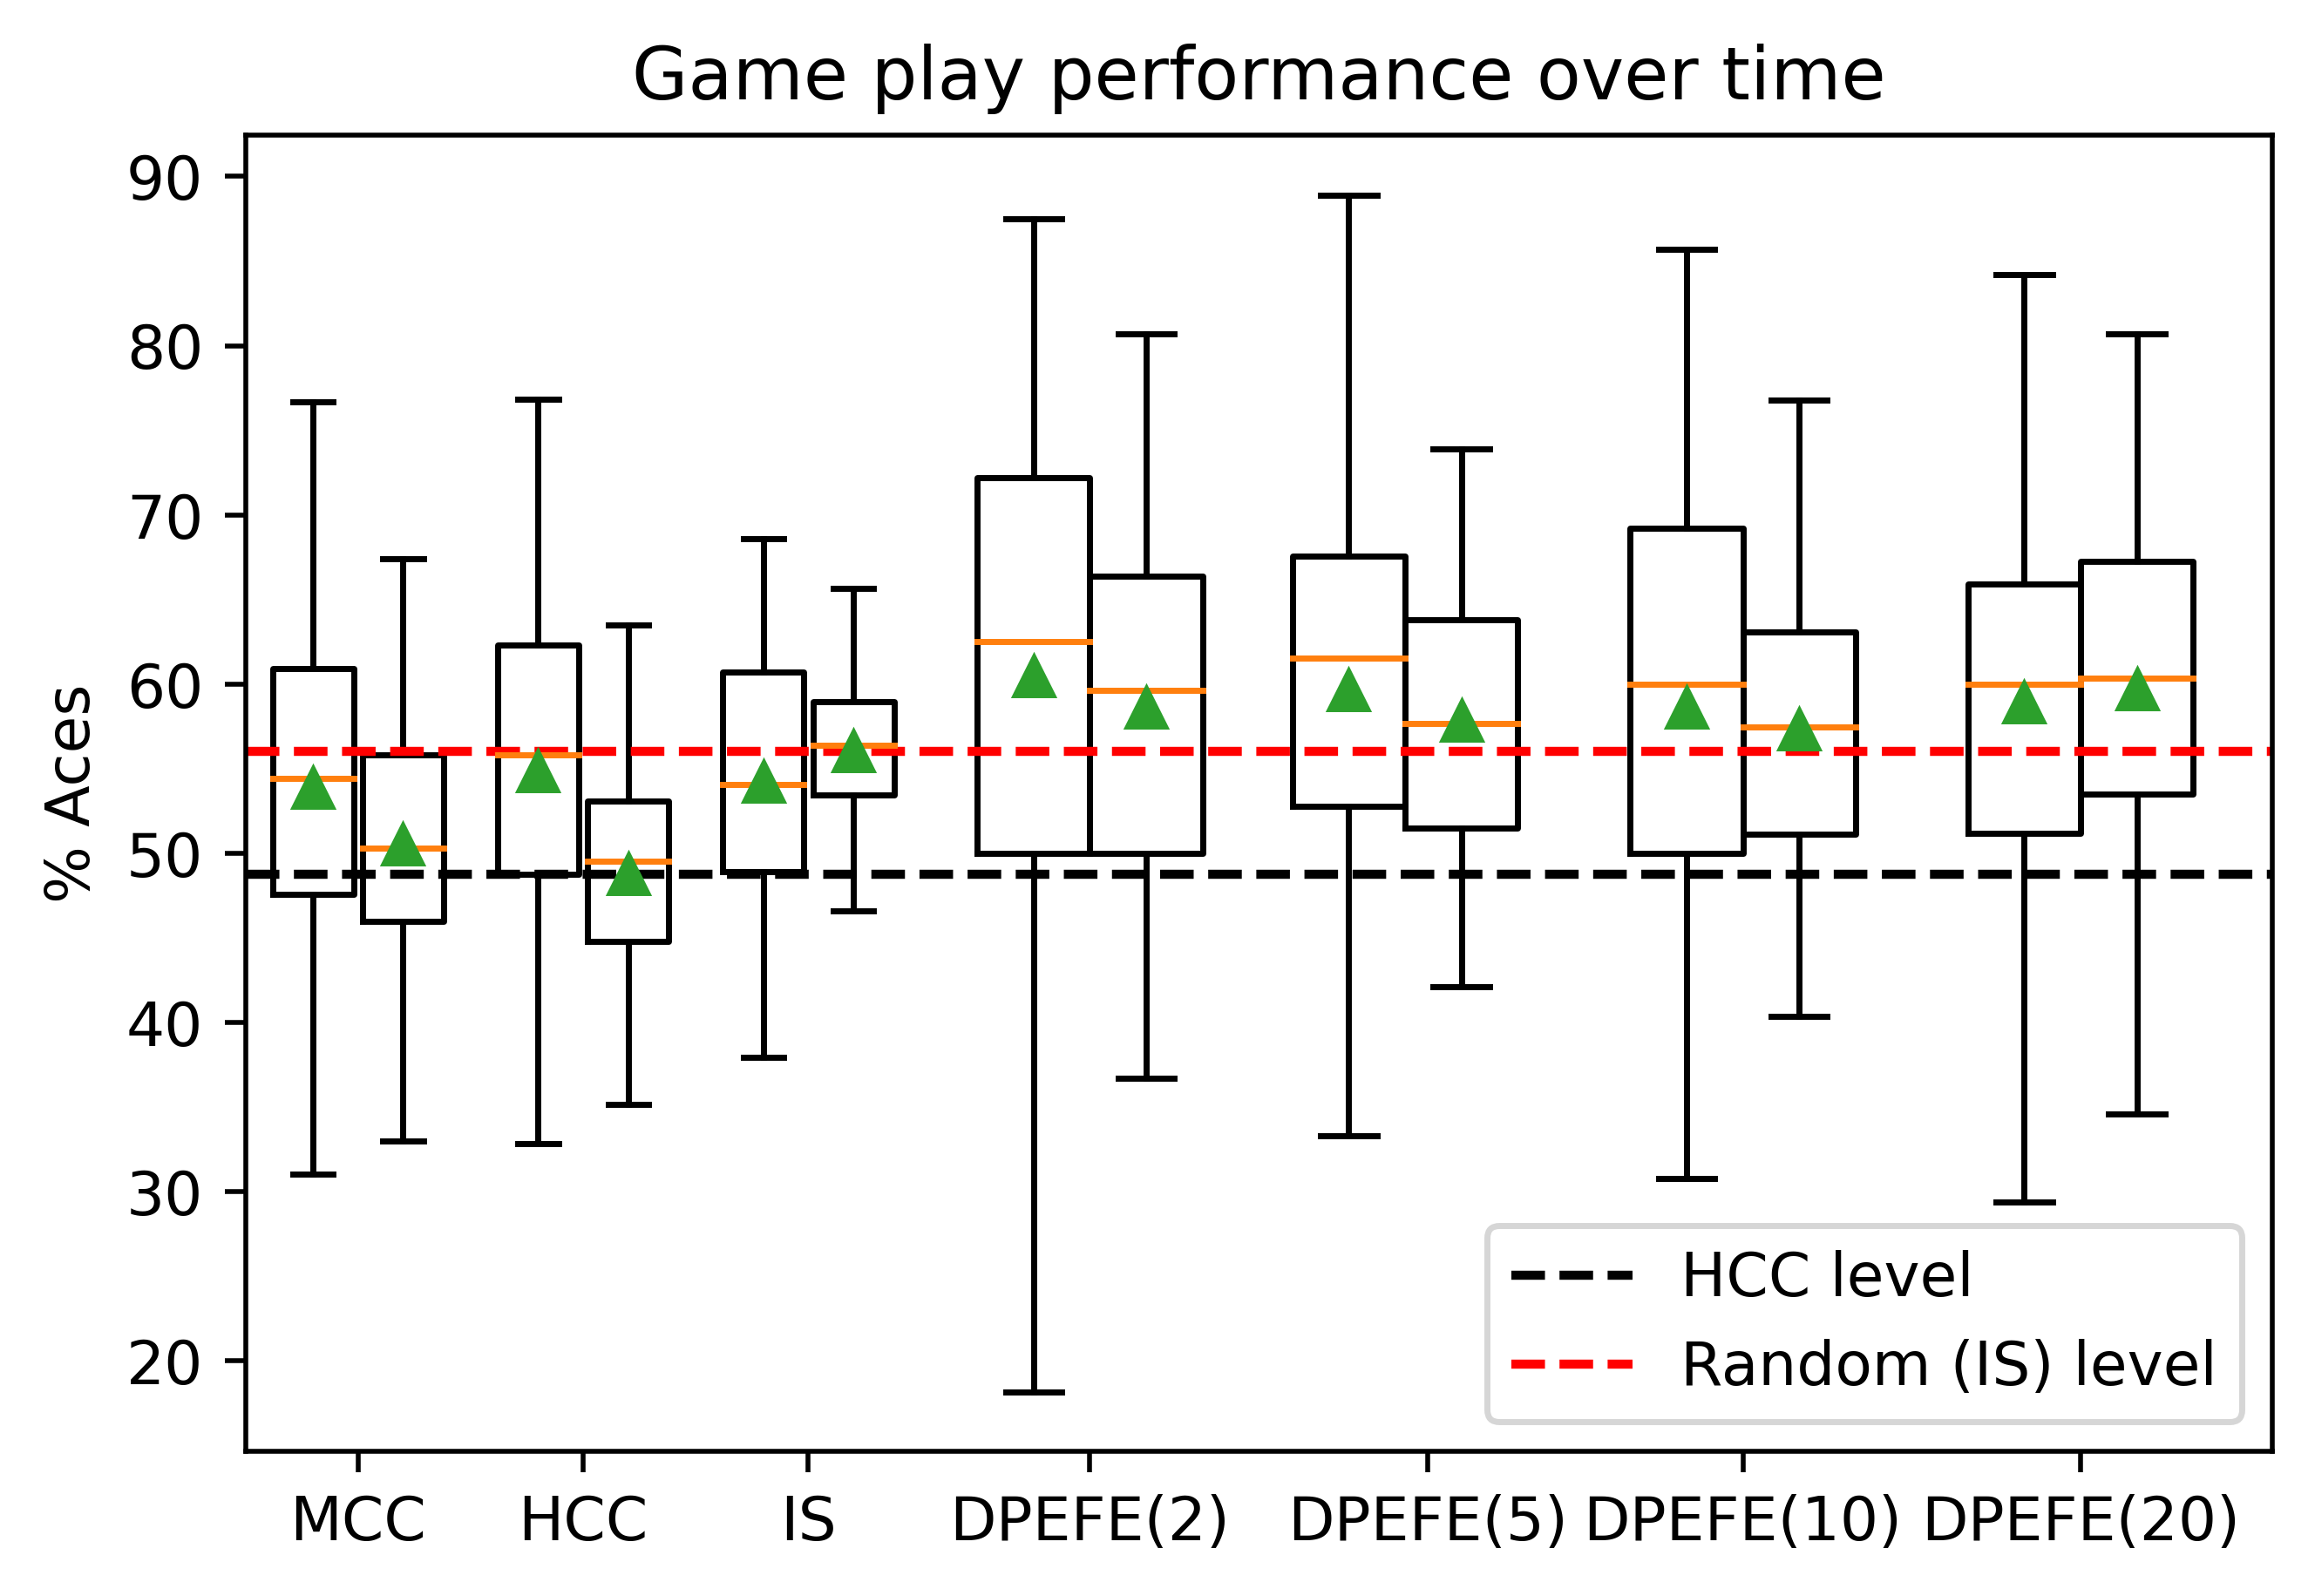 Game play performance over time
% Aces
90
80
70
60
50
40
30
20
HCC level
Random (IS) level
MCC HCC IS DPEFE(2) DPEFE(5) DPEFE(10) DPEFE(20)